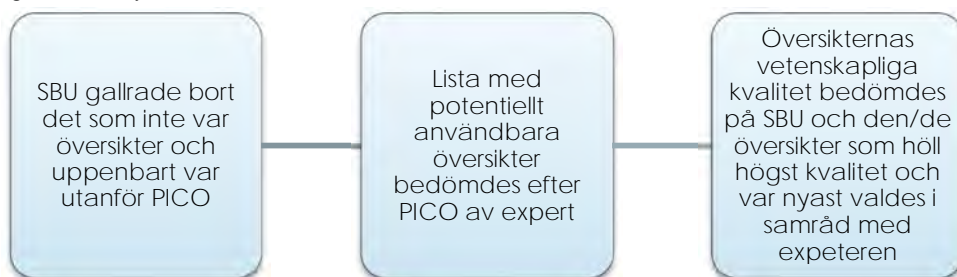 SBU gallrade bort
det som inte var
översikter och
uppenbart var
utanför PICO
Lista med
potentiellt
användbara
översikter
bedömdes efter
PICO av expert
Översikternas
vetenskapliga
kvalitet bedömdes
på SBU och den/de
översikter som höll
högst kvalitet och
var nyast valdes i
samråd med
expeteren